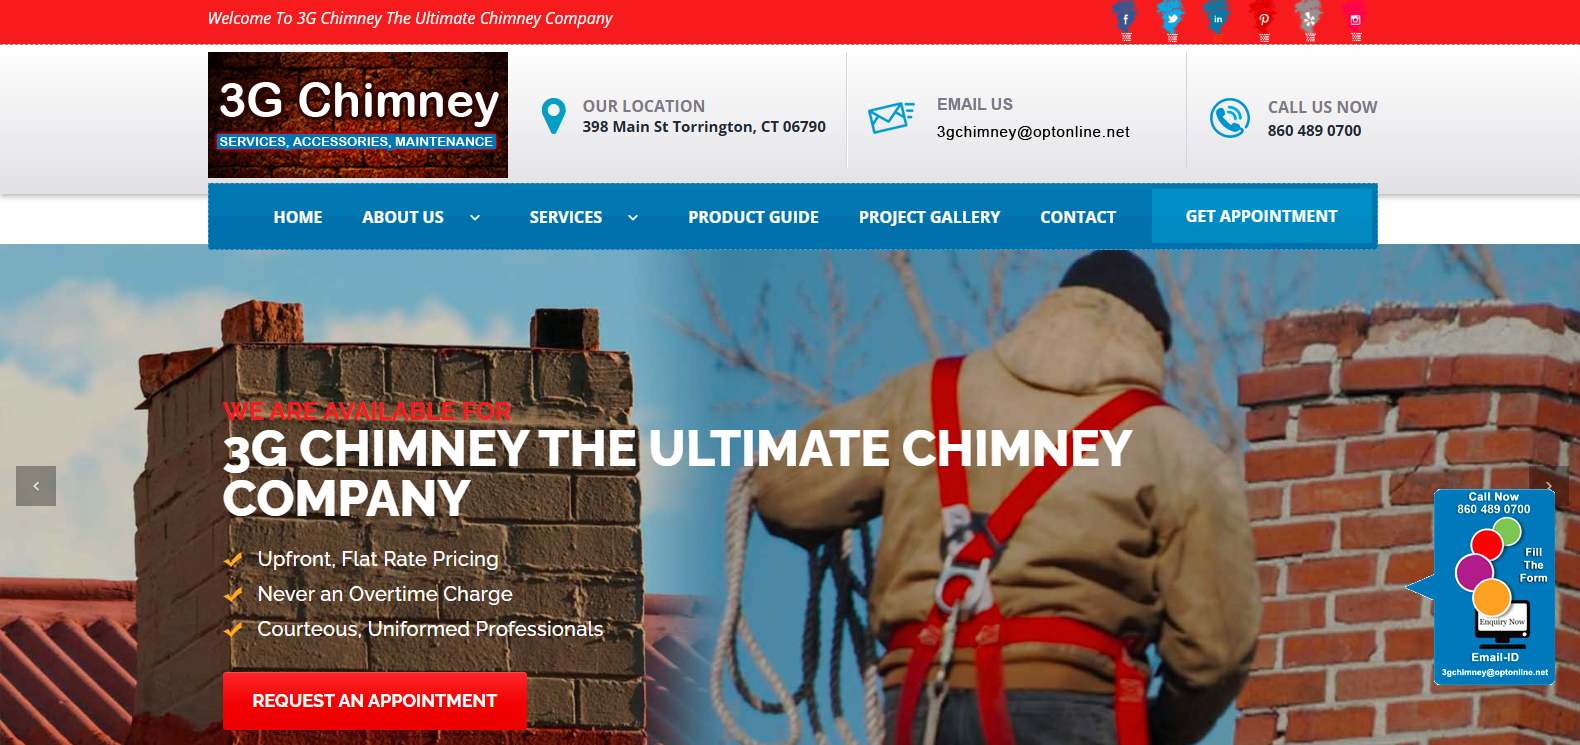 Welcome To 3G Chimney The Ultimate Chimney Company
3G Chimney
SERVICES, ACCESSORIES, MAINTENANCE
OUR LOCATION
398 Main St Torrington, CT 06790
EMAIL US
3gchimney@optonline.net
CALL US NOW
860 489 0700
HOME
ABOUT US
SERVICES
PRODUCT GUIDE
PROJECT GALLERY
CONTACT
GET APPOINTMENT
WE ARE AVAILABLE FOR
3G CHIMNEY THE ULTIMATE CHIMNEY
COMPANY
Upfront, Flat Rate Pricing
Never an Overtime Charge
Courteous, Uniformed Professionals
REQUEST AN APPOINTMENT
Call Now
860 489 0700
Fill
The
Form
Enquiry Now
Email-ID
3gchimney@optonline.net